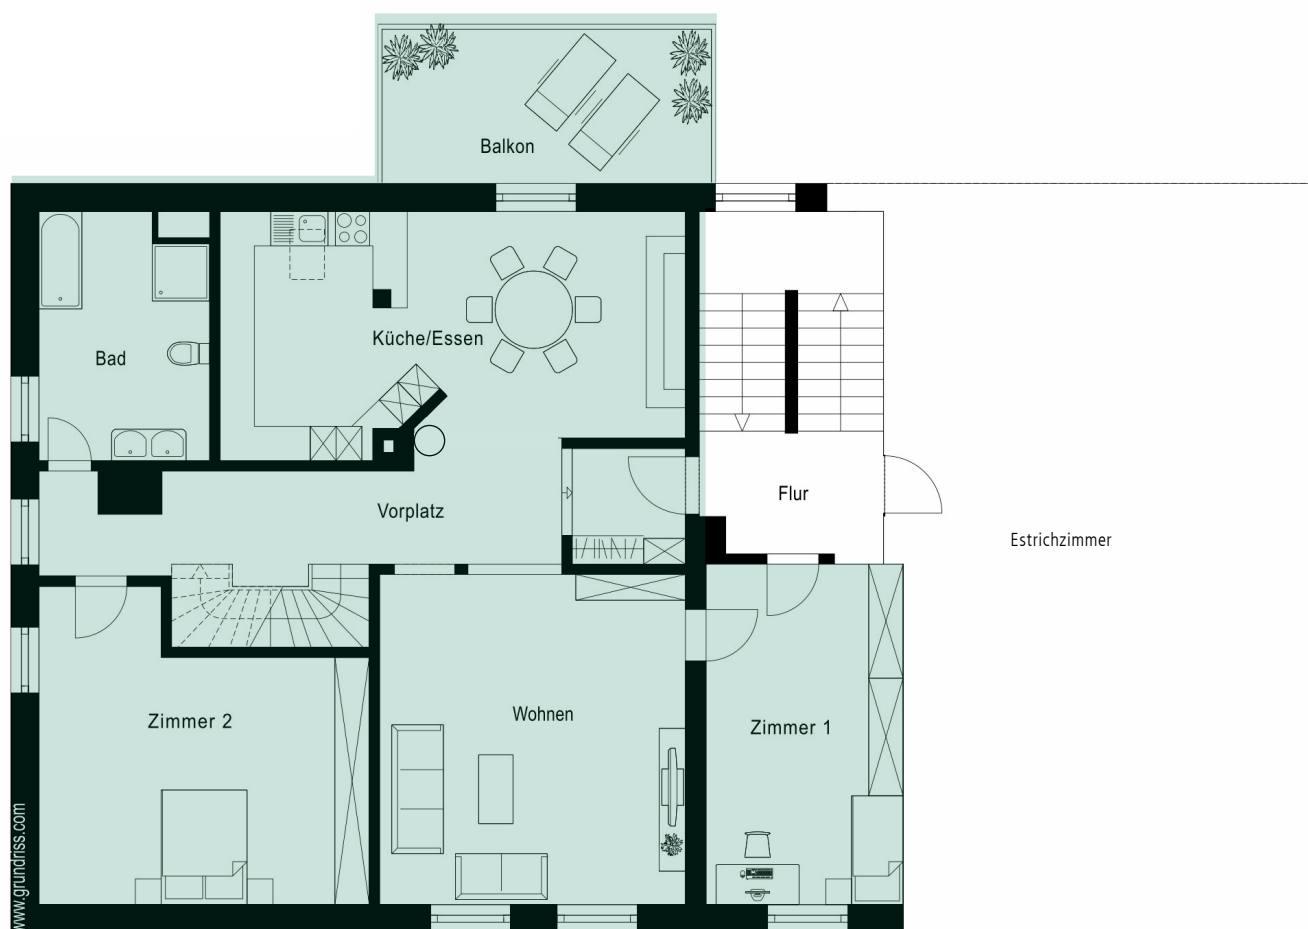 Balkon
Küche/Essen
Bad
Flur
Vorplatz
Estrichzimmer
Wohnen
Zimmer 2
Zimmer 1
www.grundriss.com